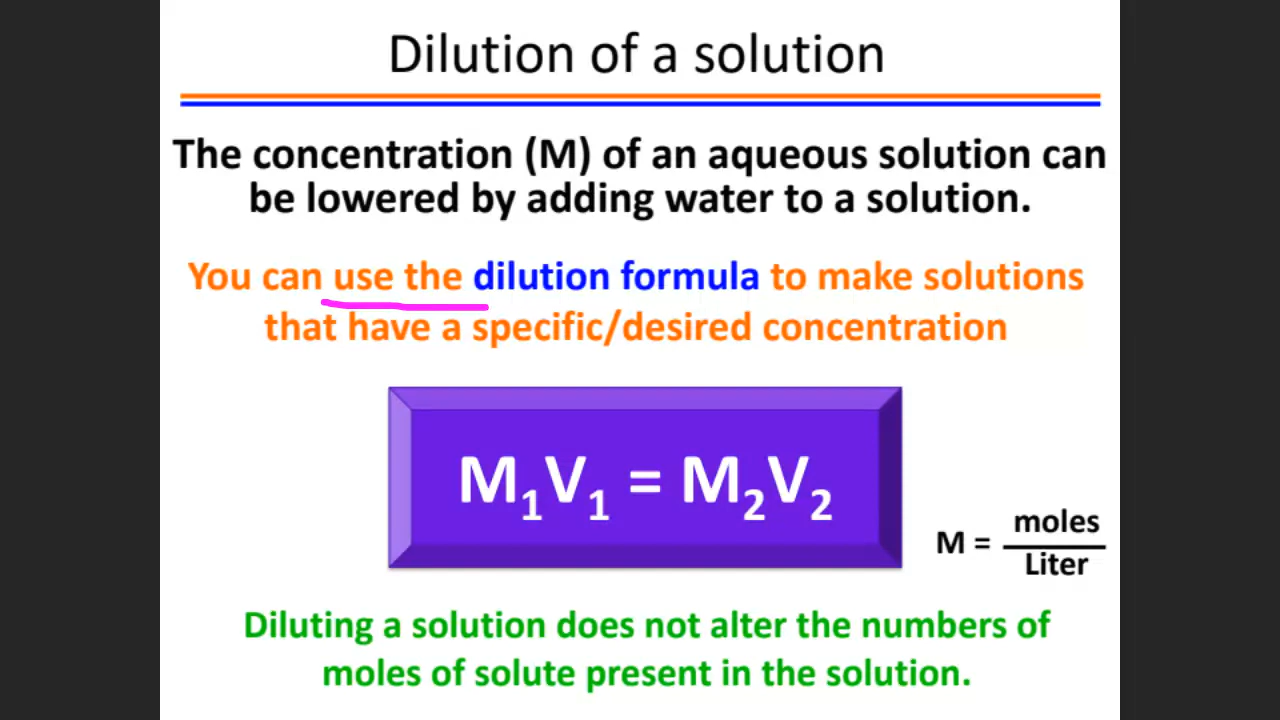 Dilution of a solution
The concentration (M) of an aqueous solution can
be lowered by adding water to a solution.
You can use the dilution formula to make solutions
that have a specific/desired concentration
M₁V₁ = M₂V₂
M = moles
Liter
Diluting a solution does not alter the numbers of
moles of solute present in the solution.